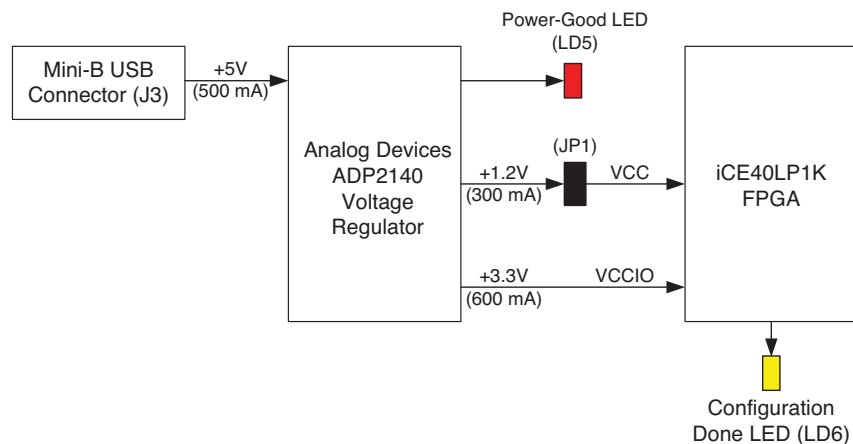 Power-Good LED
(LD5)
Mini-B USB
Connector (J3)
+5V
(500 mA)
Analog Devices
ADP2140
Voltage
Regulator
(JP1)
+1.2V
(300 mA)
VCC
iCE40LP1K
FPGA
+3.3V
(600 mA)
VCCIO
Configuration
Done LED (LD6)